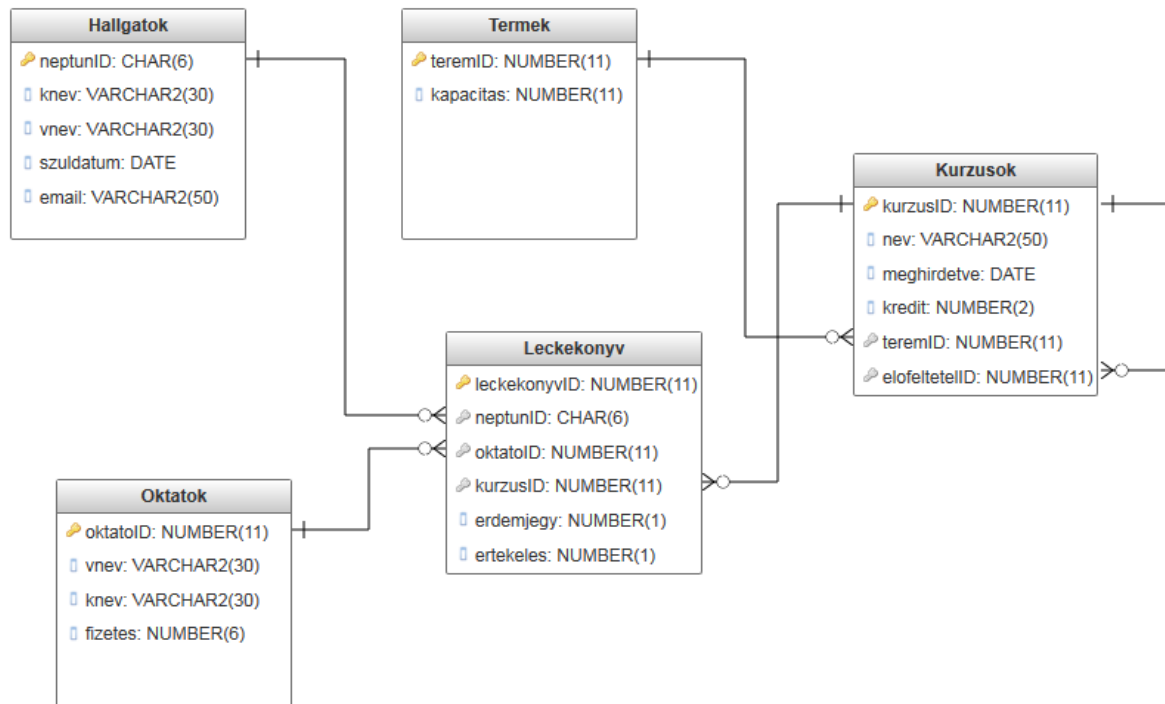 Hallgatok
neptunID: CHAR(6)
knev: VARCHAR2(30)
vnev: VARCHAR2(30)
szuldatum: DATE
email: VARCHAR2(50)
Termek
teremID: NUMBER(11)
kapacitas: NUMBER(11)
Kurzusok
kurzusID: NUMBER(11)
nev: VARCHAR2(50)
meghirdetve: DATE
kredit: NUMBER(2)
teremID: NUMBER(11)
elofeltetelID: NUMBER(11)
Leckekonyv
leckekonyvID: NUMBER(11)
neptunID: CHAR(6)
oktatoID: NUMBER(11)
kurzusID: NUMBER(11)
erdemjegy: NUMBER(1)
ertekeles: NUMBER(1)
Oktatok
oktatoID: NUMBER(11)
vnev: VARCHAR2(30)
knev: VARCHAR2(30)
fizetes: NUMBER(6)